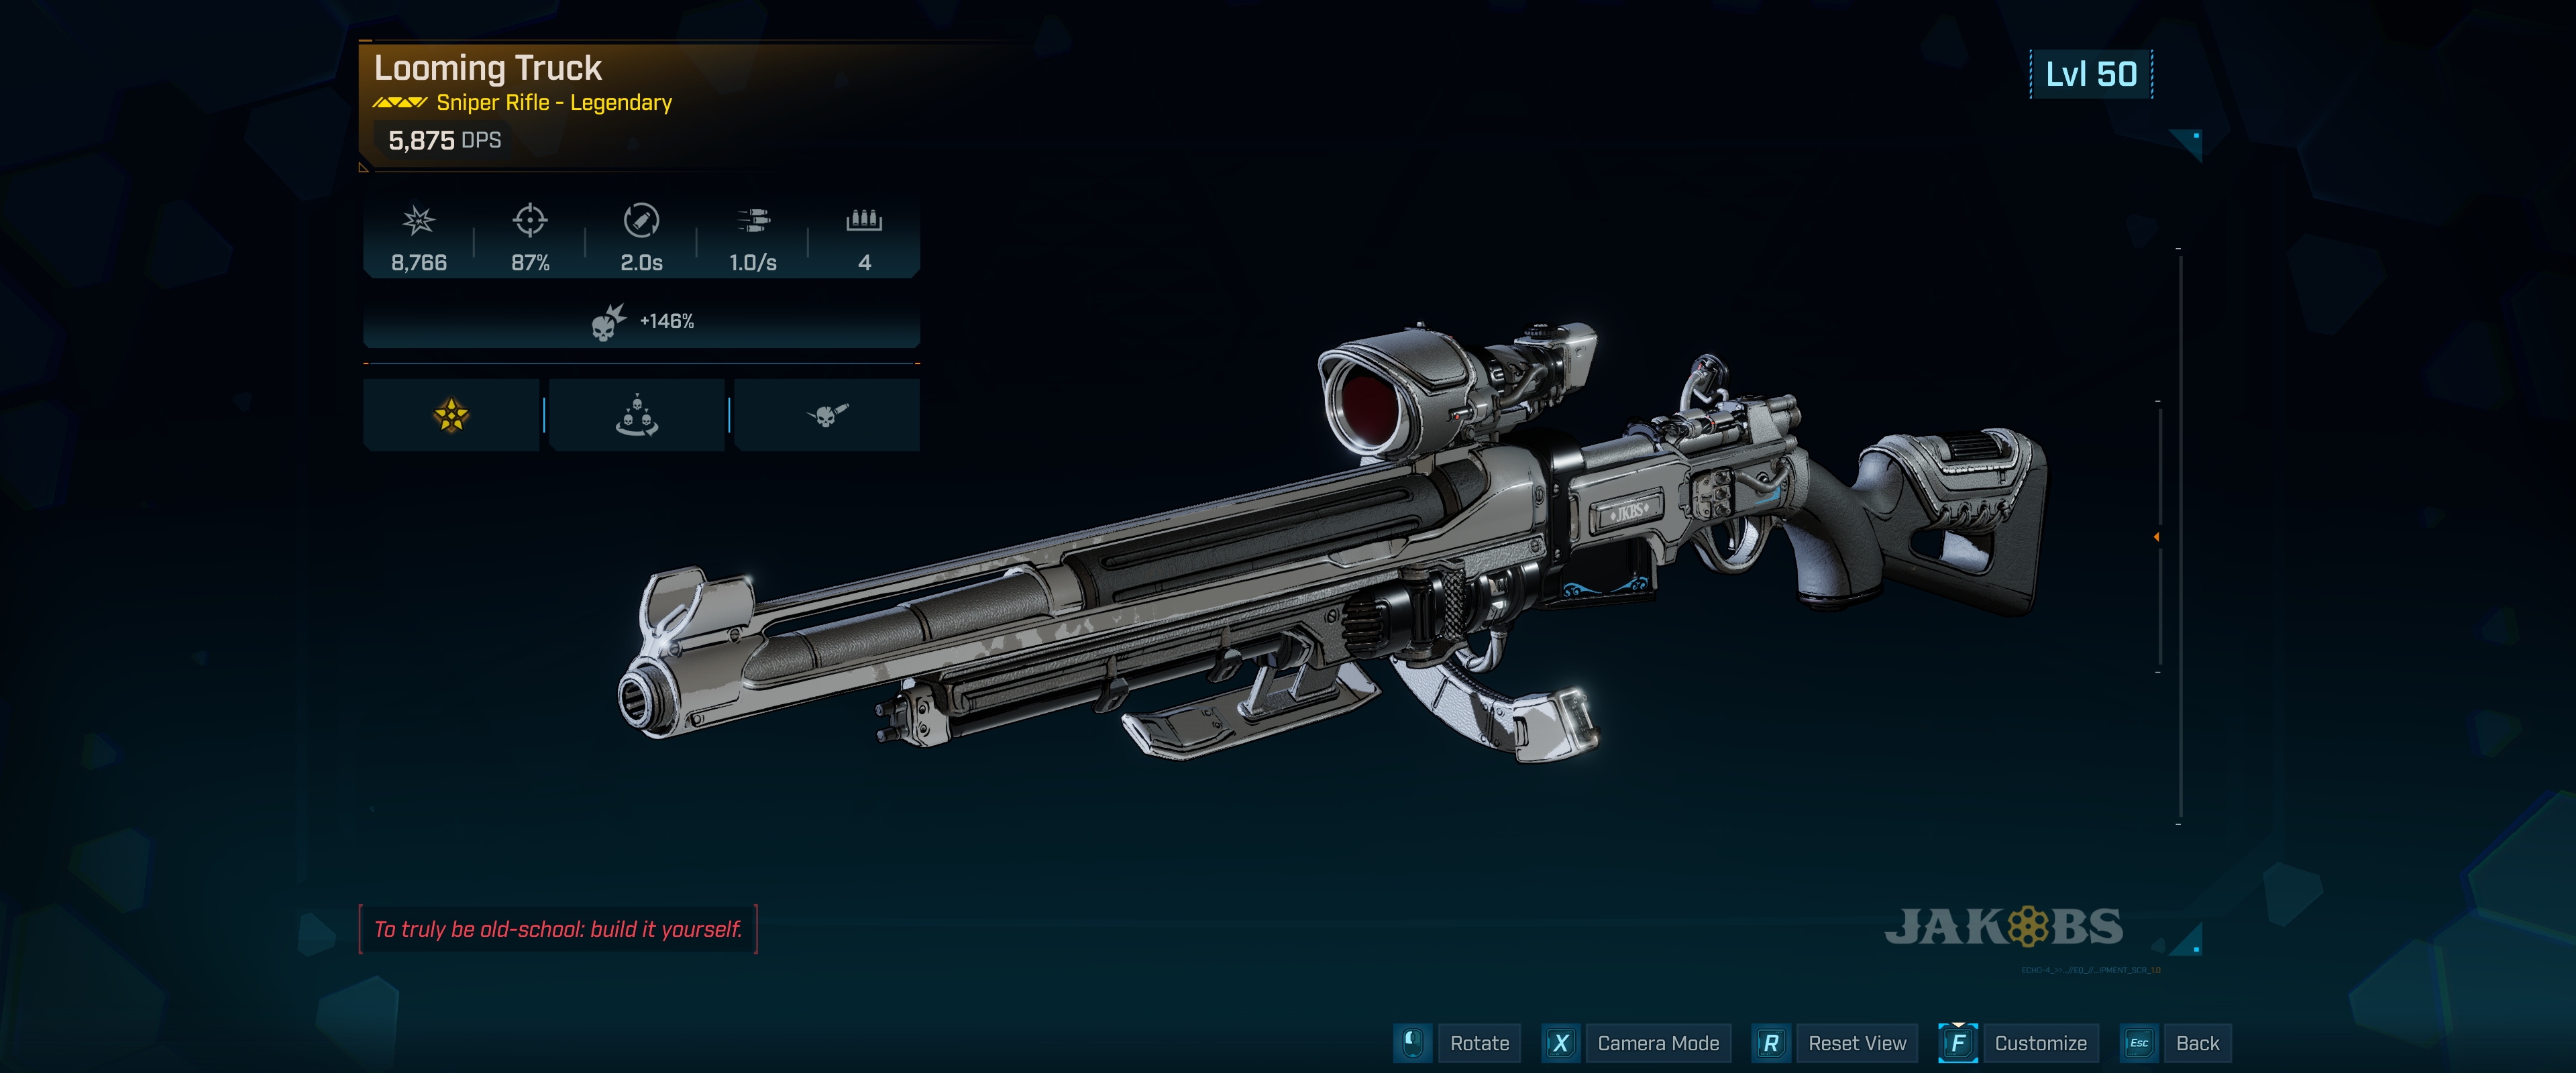 Looming Truck
Lvl 50
Sniper Rifle - Legendary
5,875 DPS
8,766 87% 2.0s 1.0/s 4
+146%
JKBS
To truly be old-school: build it yourself.
JAKOBS
Rotate X Camera Mode R Reset View F Customize Esc Back